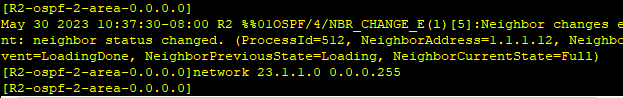 [R2-ospf-2-area-0.0.0.0]
May 30 2023 10:37:30-08:00 R2 %%01OSPF/4/NBR_CHANGE_E(l)[5]:Neighbor changes e
nt: neighbor status changed. (ProcessId=512, NeighborAddress=1.1.1.12, Neighbo
vent=LoadingDone, NeighborPreviousState=Loading, NeighborCurrentState=Full)
[R2-ospf-2-area-0.0.0.0]network 23.1.1.0 0.0.0.255
[R2-ospf-2-area-0.0.0.0]